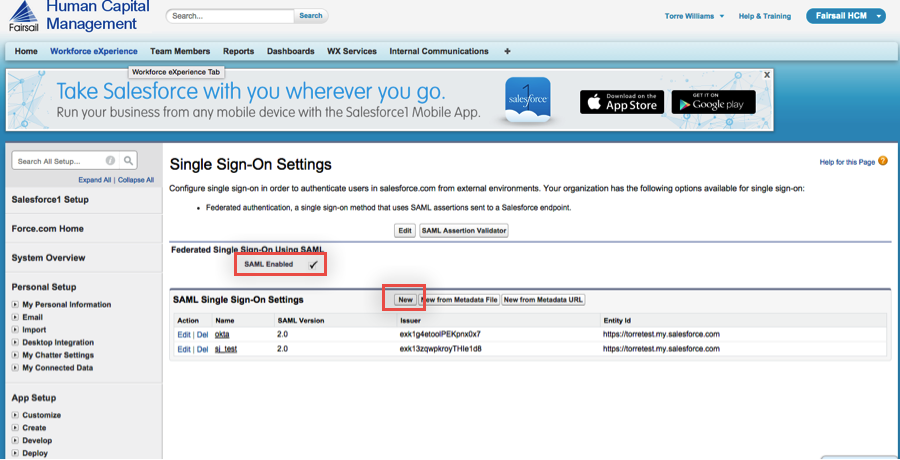 Fairsail
Human Capital
Management
Search...
Search
Torre Williams
Help & Training
Fairsail HCM
Home
Workforce eXperience
Team Members
Reports
Dashboards
WX Services
Internal Communications
+
Workforce eXperience Tab
Take Salesforce with you wherever you go.
Run your business from any mobile device with the Salesforce1 Mobile App.
salesforce
1
Download on the
App Store
GET IT ON
Google play
X
Search All Setup...
i
Expand All | Collapse All
Salesforce1 Setup
Force.com Home
System Overview
Personal Setup
My Personal Information
Email
Import
Desktop Integration
My Chatter Settings
My Connected Data
App Setup
Customize
Create
Develop
Deploy
Single Sign-On Settings
Help for this Page ?
Configure single sign-on in order to authenticate users in salesforce.com from external environments. Your organization has the following options available for single sign-on:
• Federated authentication, a single sign-on method that uses SAML assertions sent to a Salesforce endpoint.
Edit
SAML Assertion Validator
Federated Single Sign-On Using SAML
SAML Enabled ✓
SAML Single Sign-On Settings
New
New from Metadata File
New from Metadata URL
Action Name SAML Version Issuer Entity Id
Edit | Del okta 2.0 exk1g4etoolPEKpnx0x7 https://torretest.my.salesforce.com
Edit | Del si_test 2.0 exk13zqwpkroyTHIe1d8 https://torretest.my.salesforce.com